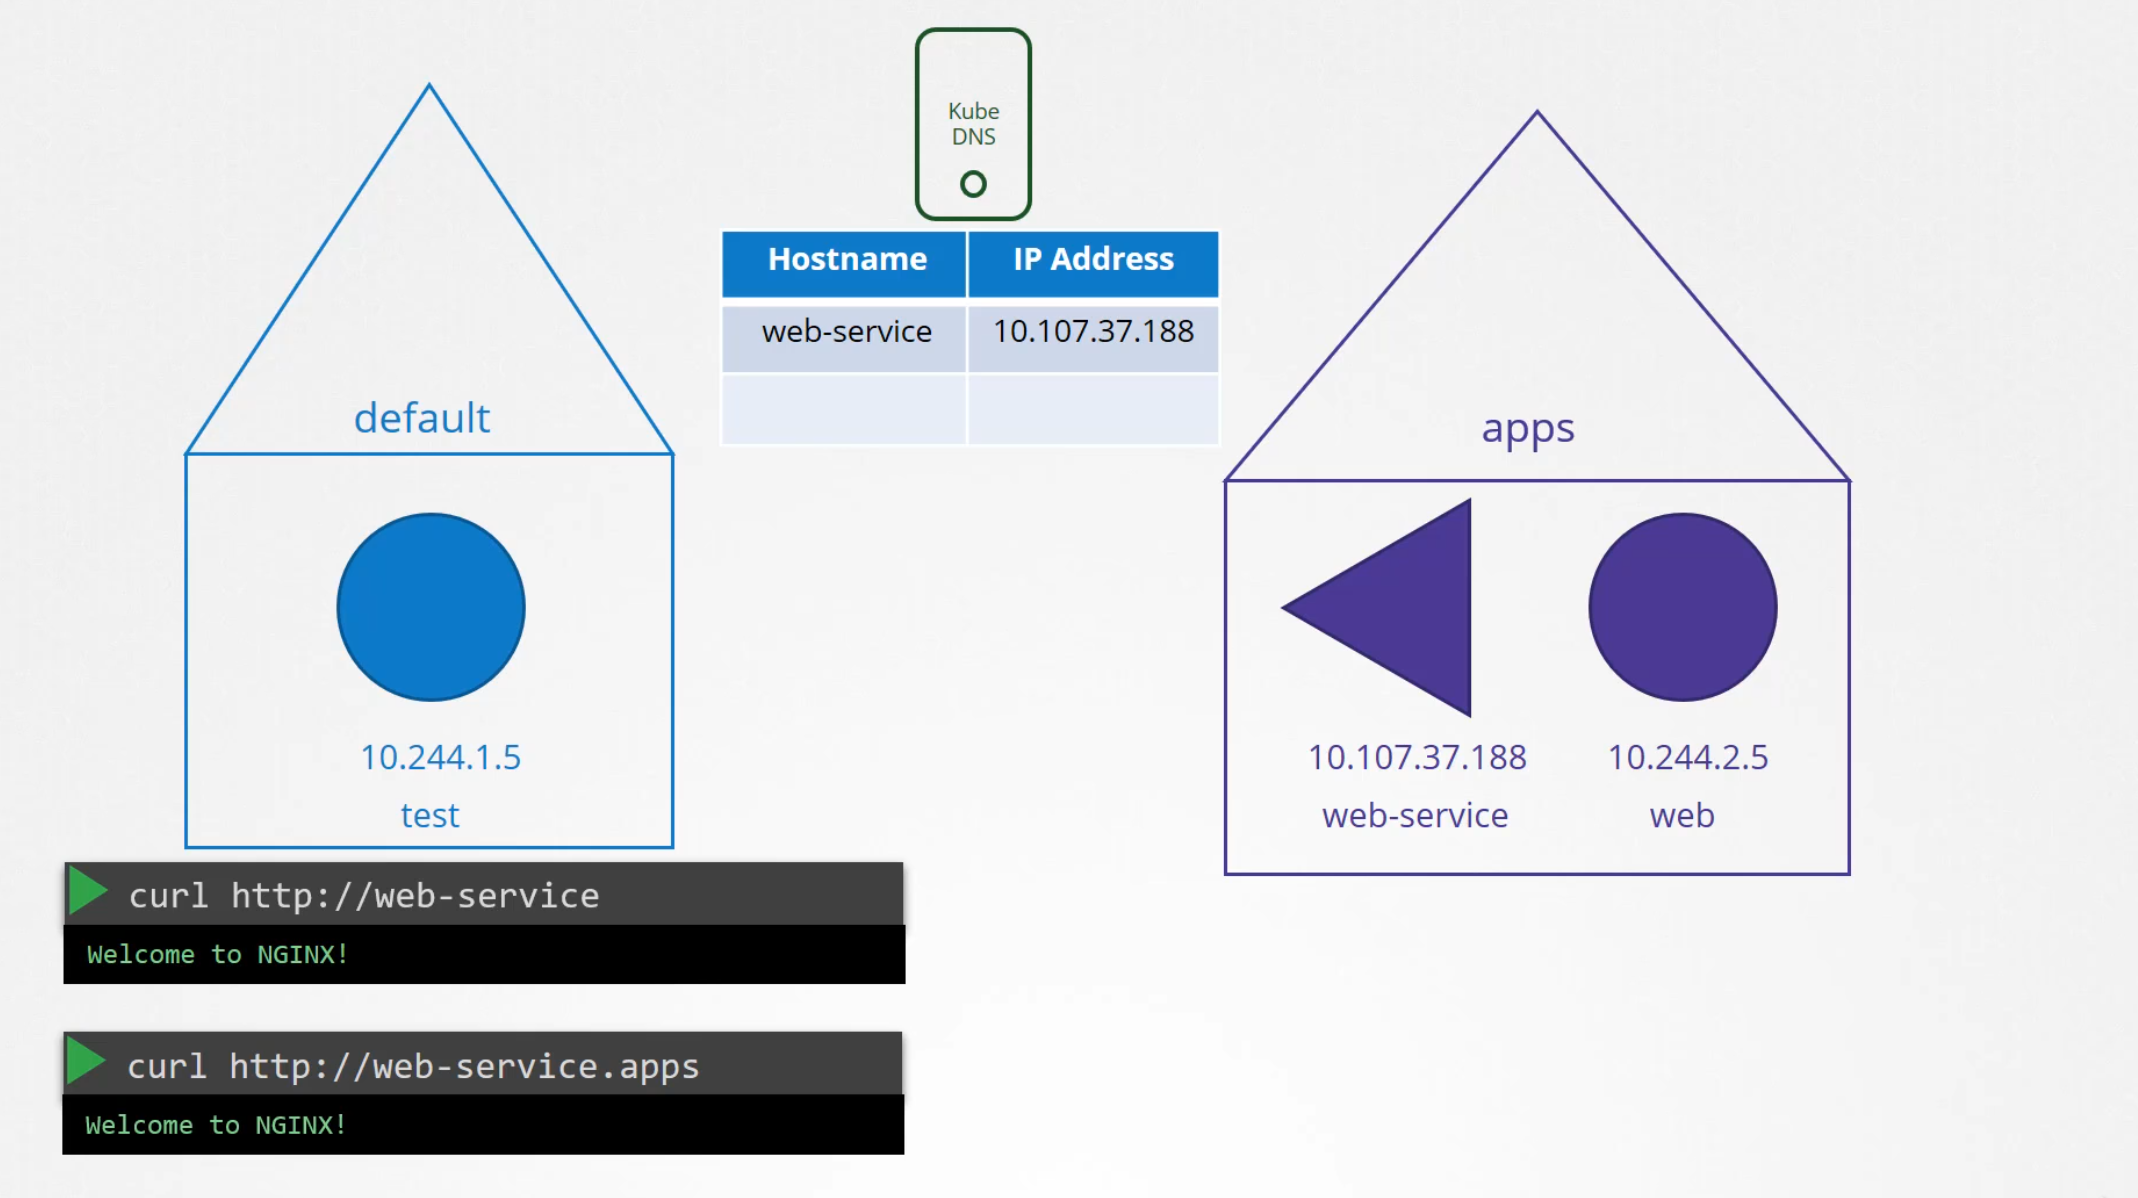 Kube
DNS
Hostname IP Address
web-service 10.107.37.188
default
10.244.1.5
test
apps
10.107.37.188 10.244.2.5
web-service web
curl http://web-service
Welcome to NGINX!
curl http://web-service.apps
Welcome to NGINX!